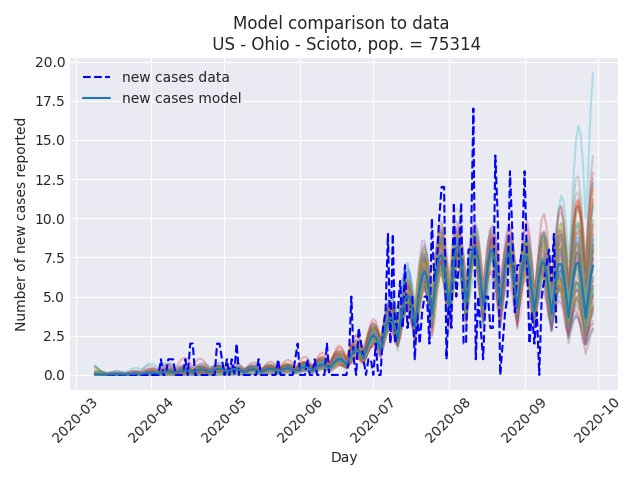 Model comparison to data
US - Ohio - Scioto, pop. = 75314
new cases data
new cases model
Number of new cases reported
20.0
17.5
15.0
12.5
10.0
7.5
5.0
2.5
0.0
2020-03
2020-04
2020-05
2020-06
2020-07
2020-08
2020-09
2020-10
Day